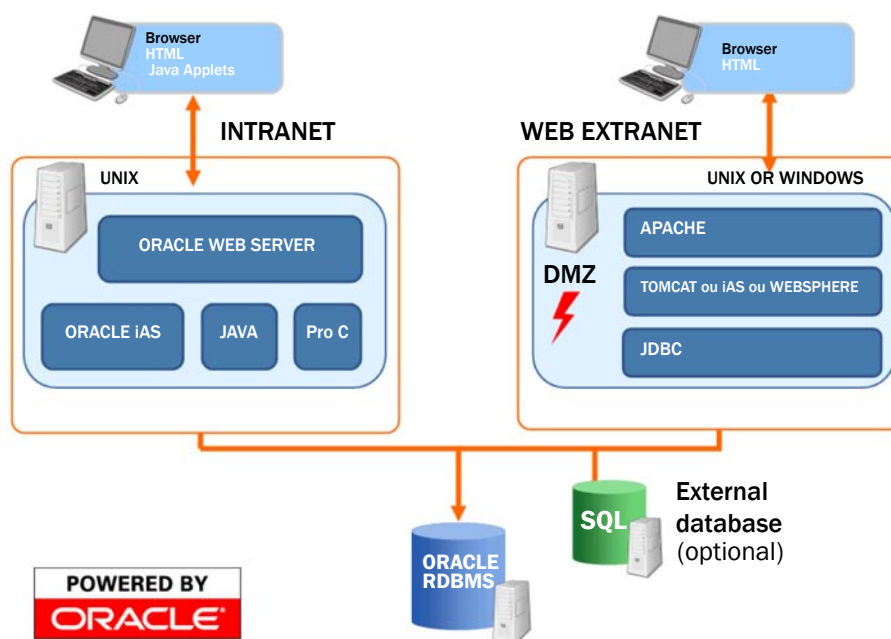 Browser
HTML
Java Applets
Browser
HTML
INTRANET
WEB EXTRANET
UNIX
UNIX OR WINDOWS
ORACLE WEB SERVER
ORACLE iAS
JAVA
Pro C
DMZ
APACHE
TOMCAT ou iAS ou WEBSPHERE
JDBC
ORACLE
RDBMS
SQL
External
database
(optional)
POWERED BY
ORACLE